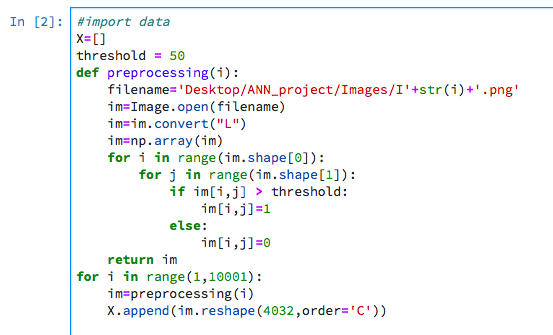 In [2]: #import data
X=[]
threshold = 50
def preprocessing(i):
    filename='Desktop/ANN_project/Images/I'+str(i)+'.png'
    im=Image.open(filename)
    im=im.convert("L")
    im=np.array(im)
    for i in range(im.shape[0]):
        for j in range(im.shape[1]):
            if im[i,j] > threshold:
                im[i,j]=1
            else:
                im[i,j]=0
    return im
for i in range(1,10001):
    im=preprocessing(i)
    X.append(im.reshape(4032,order='C'))